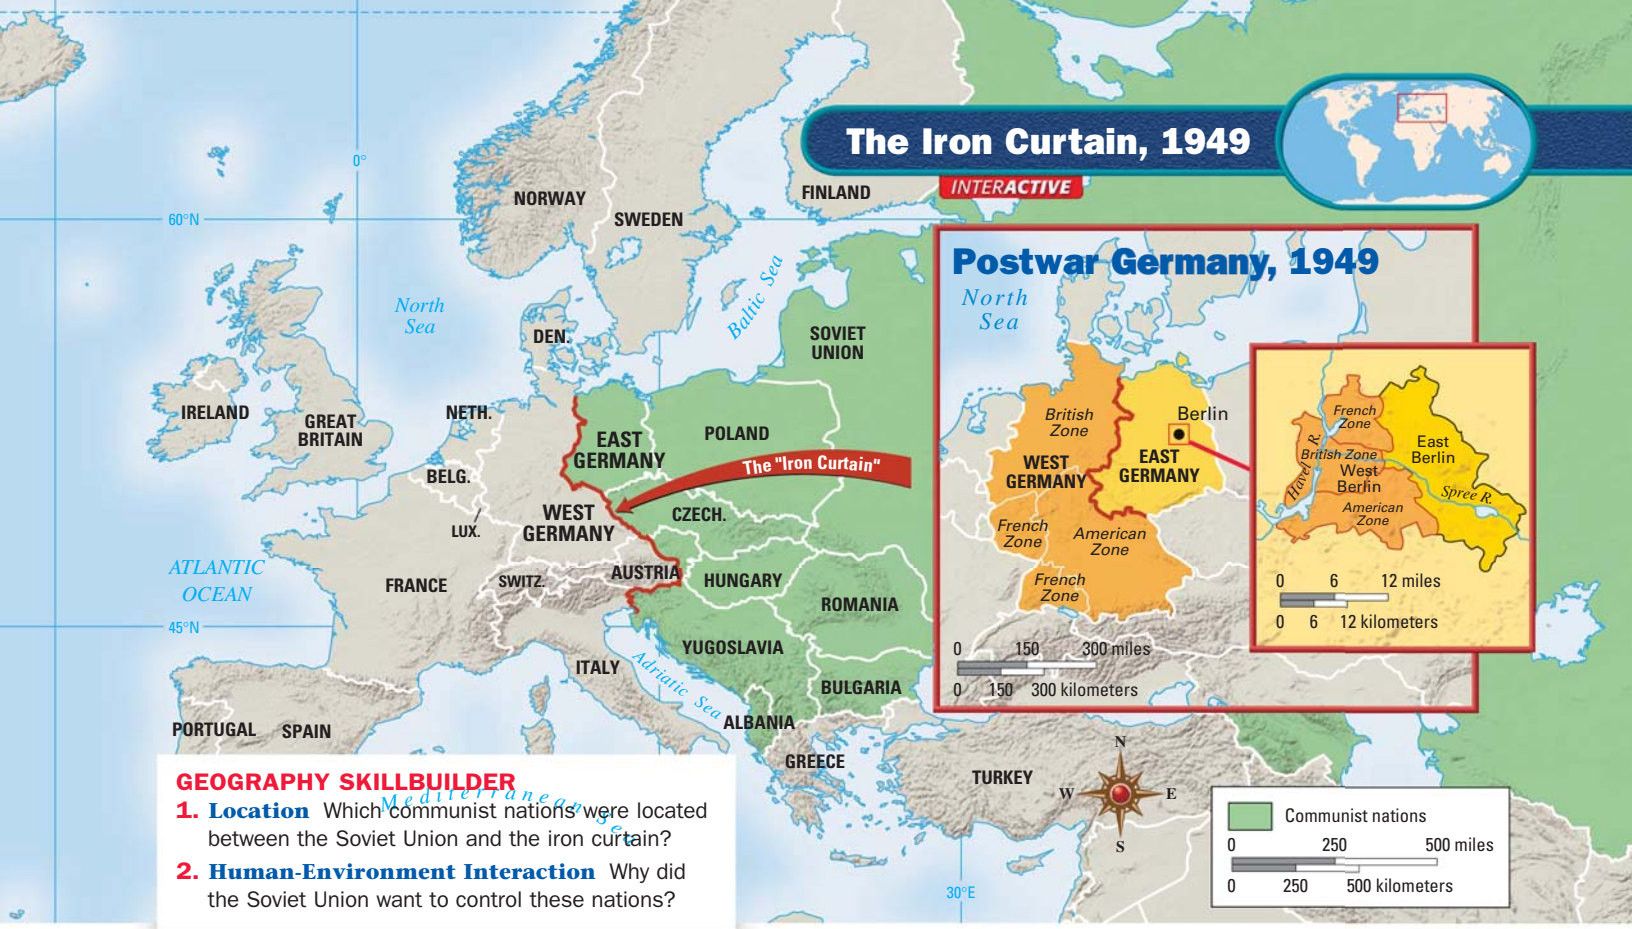 The Iron Curtain, 1949
INTERACTIVE
0°
60°N
NORWAY
SWEDEN
FINLAND
North
Sea
Baltic Sea
DEN.
SOVIET
UNION
IRELAND
GREAT
BRITAIN
NETH.
EAST
GERMANY
POLAND
The "Iron Curtain"
BELG.
WEST
GERMANY
CZECH.
LUX.
ATLANTIC
OCEAN
FRANCE
SWITZ.
AUSTRIA
HUNGARY
ROMANIA
45°N
YUGOSLAVIA
ITALY
Adriatic Sea
BULGARIA
ALBANIA
PORTUGAL
SPAIN
GREECE
TURKEY
Mediterranean Sea
30°E
N
W
E
S
Postwar Germany, 1949
North
Sea
British
Zone
Berlin
WEST
GERMANY
EAST
GERMANY
French
Zone
American
Zone
French
Zone
0 150 300 miles
0 150 300 kilometers
French
Zone
Havel R.
British Zone
East
Berlin
West
Berlin
Spree R.
American
Zone
0 6 12 miles
0 6 12 kilometers
Communist nations
0 250 500 miles
0 250 500 kilometers
GEOGRAPHY SKILLBUILDER
1. Location Which communist nations were located
between the Soviet Union and the iron curtain?
2. Human-Environment Interaction Why did
the Soviet Union want to control these nations?